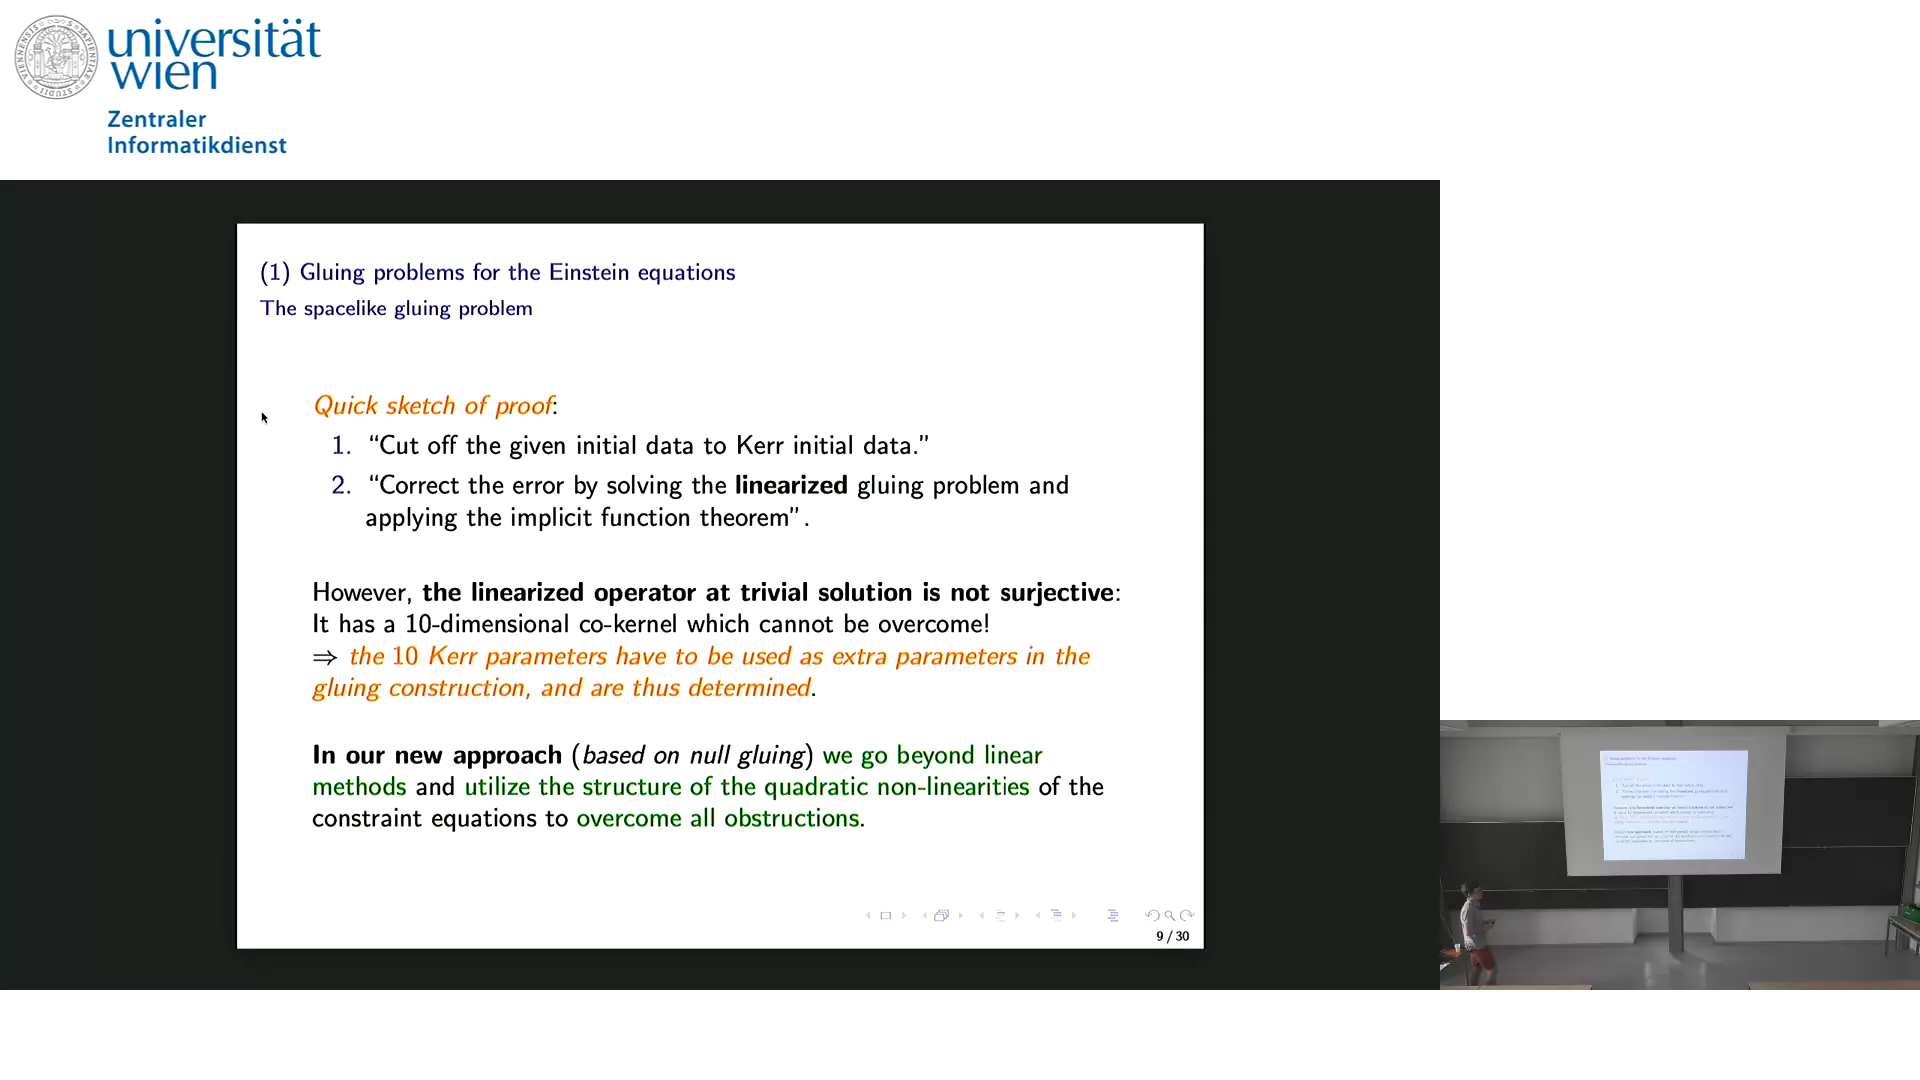 universität
wien
Zentraler
Informatikdienst
(1) Gluing problems for the Einstein equations
The spacelike gluing problem
Quick sketch of proof:
1. “Cut off the given initial data to Kerr initial data.”
2. “Correct the error by solving the linearized gluing problem and
applying the implicit function theorem”.
However, the linearized operator at trivial solution is not surjective:
It has a 10-dimensional co-kernel which cannot be overcome!
⇒ the 10 Kerr parameters have to be used as extra parameters in the
gluing construction, and are thus determined.
In our new approach (based on null gluing) we go beyond linear
methods and utilize the structure of the quadratic non-linearities of the
constraint equations to overcome all obstructions.
9 / 30